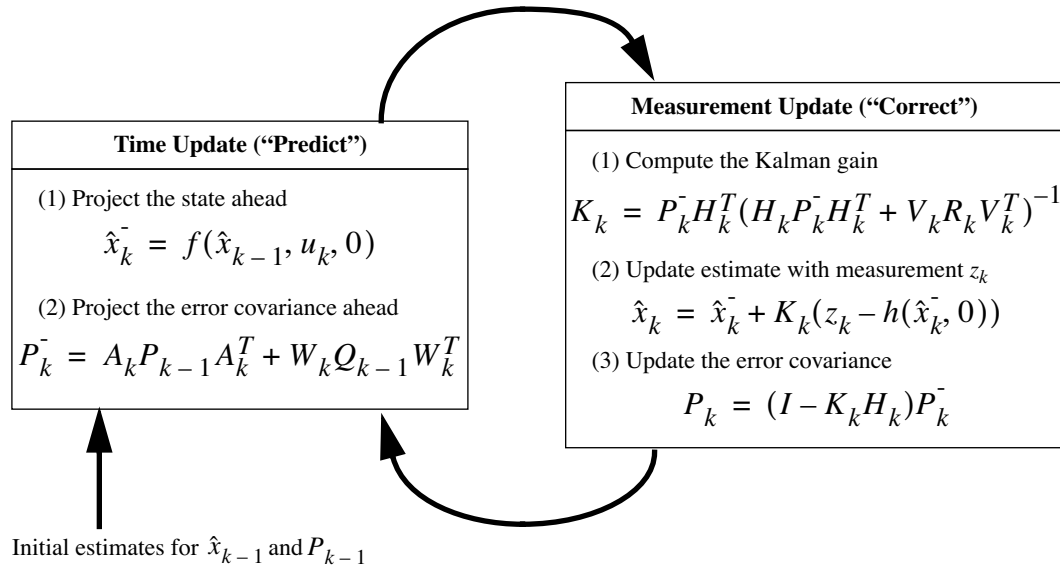 Time Update (“Predict”)
(1) Project the state ahead
x̂ₖ⁻ = f(x̂ₖ₋₁, uₖ, 0)
(2) Project the error covariance ahead
Pₖ⁻ = AₖPₖ₋₁Aₖᵀ + WₖQₖ₋₁Wₖᵀ
Measurement Update (“Correct”)
(1) Compute the Kalman gain
Kₖ = Pₖ⁻Hₖᵀ(HₖPₖ⁻Hₖᵀ + VₖRₖVₖᵀ)⁻¹
(2) Update estimate with measurement zₖ
x̂ₖ = x̂ₖ⁻ + Kₖ(zₖ – h(x̂ₖ⁻, 0))
(3) Update the error covariance
Pₖ = (I – KₖHₖ)Pₖ⁻
Initial estimates for x̂ₖ₋₁ and Pₖ₋₁